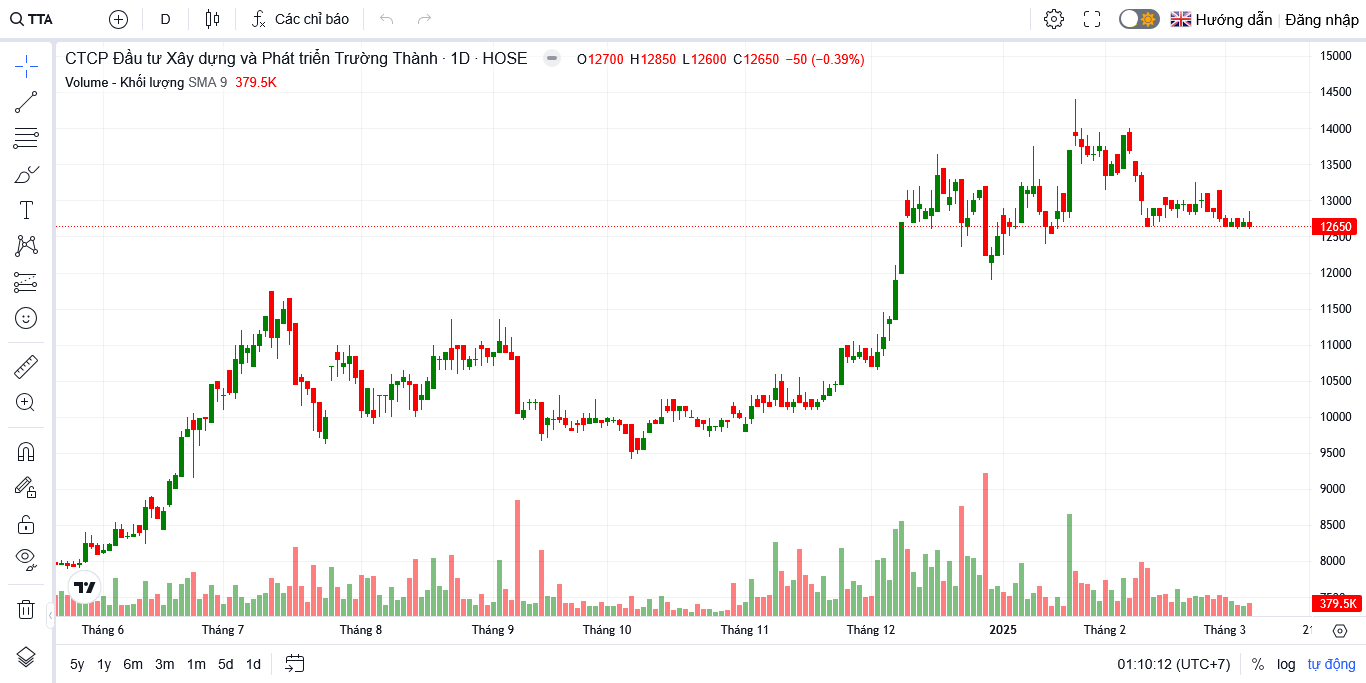 TTA D Các chỉ báo Hướng dẫn Đăng nhập
CTCP Đầu tư Xây dựng và Phát triển Trường Thành · 1D · HOSE O12700 H12850 L12600 C12650 −50 (−0.39%)
Volume - Khối lượng SMA 9 379.5K
15000
14500
14000
13500
13000
12650
12500
12000
11500
11000
10500
10000
9500
9000
8500
8000
379.5K
Tháng 6 Tháng 7 Tháng 8 Tháng 9 Tháng 10 Tháng 11 Tháng 12 2025 Tháng 2 Tháng 3
5y 1y 6m 3m 1m 5d 1d 01:10:12 (UTC+7) % log tự động